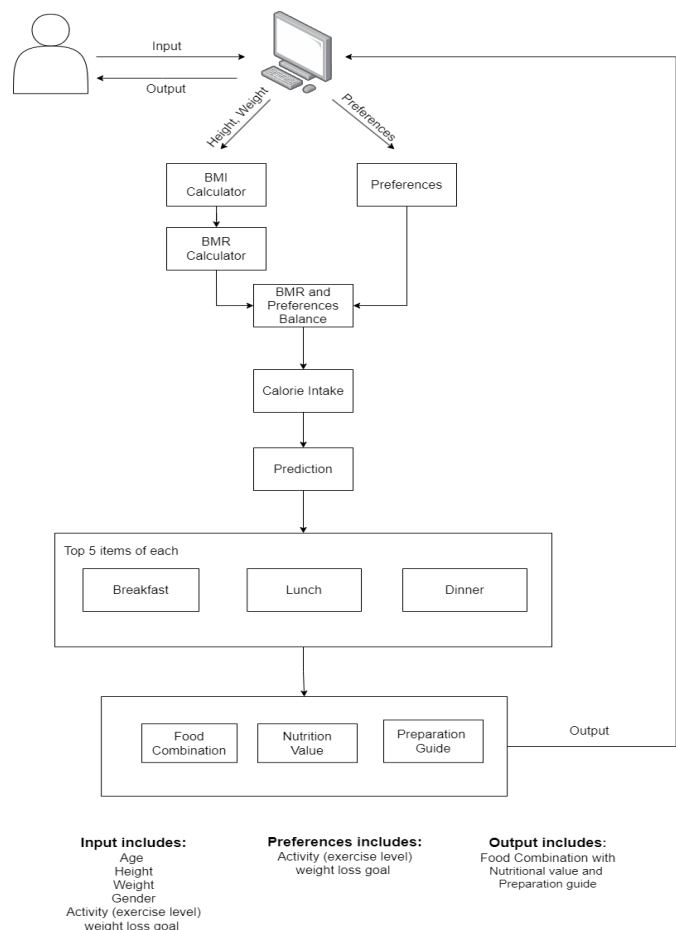 Input
Output
Height, Weight
Preferences
BMI
Calculator
Preferences
BMR
Calculator
BMR and
Preferences
Balance
Calorie Intake
Prediction
Top 5 items of each
Breakfast
Lunch
Dinner
Food
Combination
Nutrition
Value
Preparation
Guide
Output
Input includes:
Age
Height
Weight
Gender
Activity (exercise level)
weight loss goal
Preferences includes:
Activity (exercise level)
weight loss goal
Output includes:
Food Combination with
Nutritional value and
Preparation guide